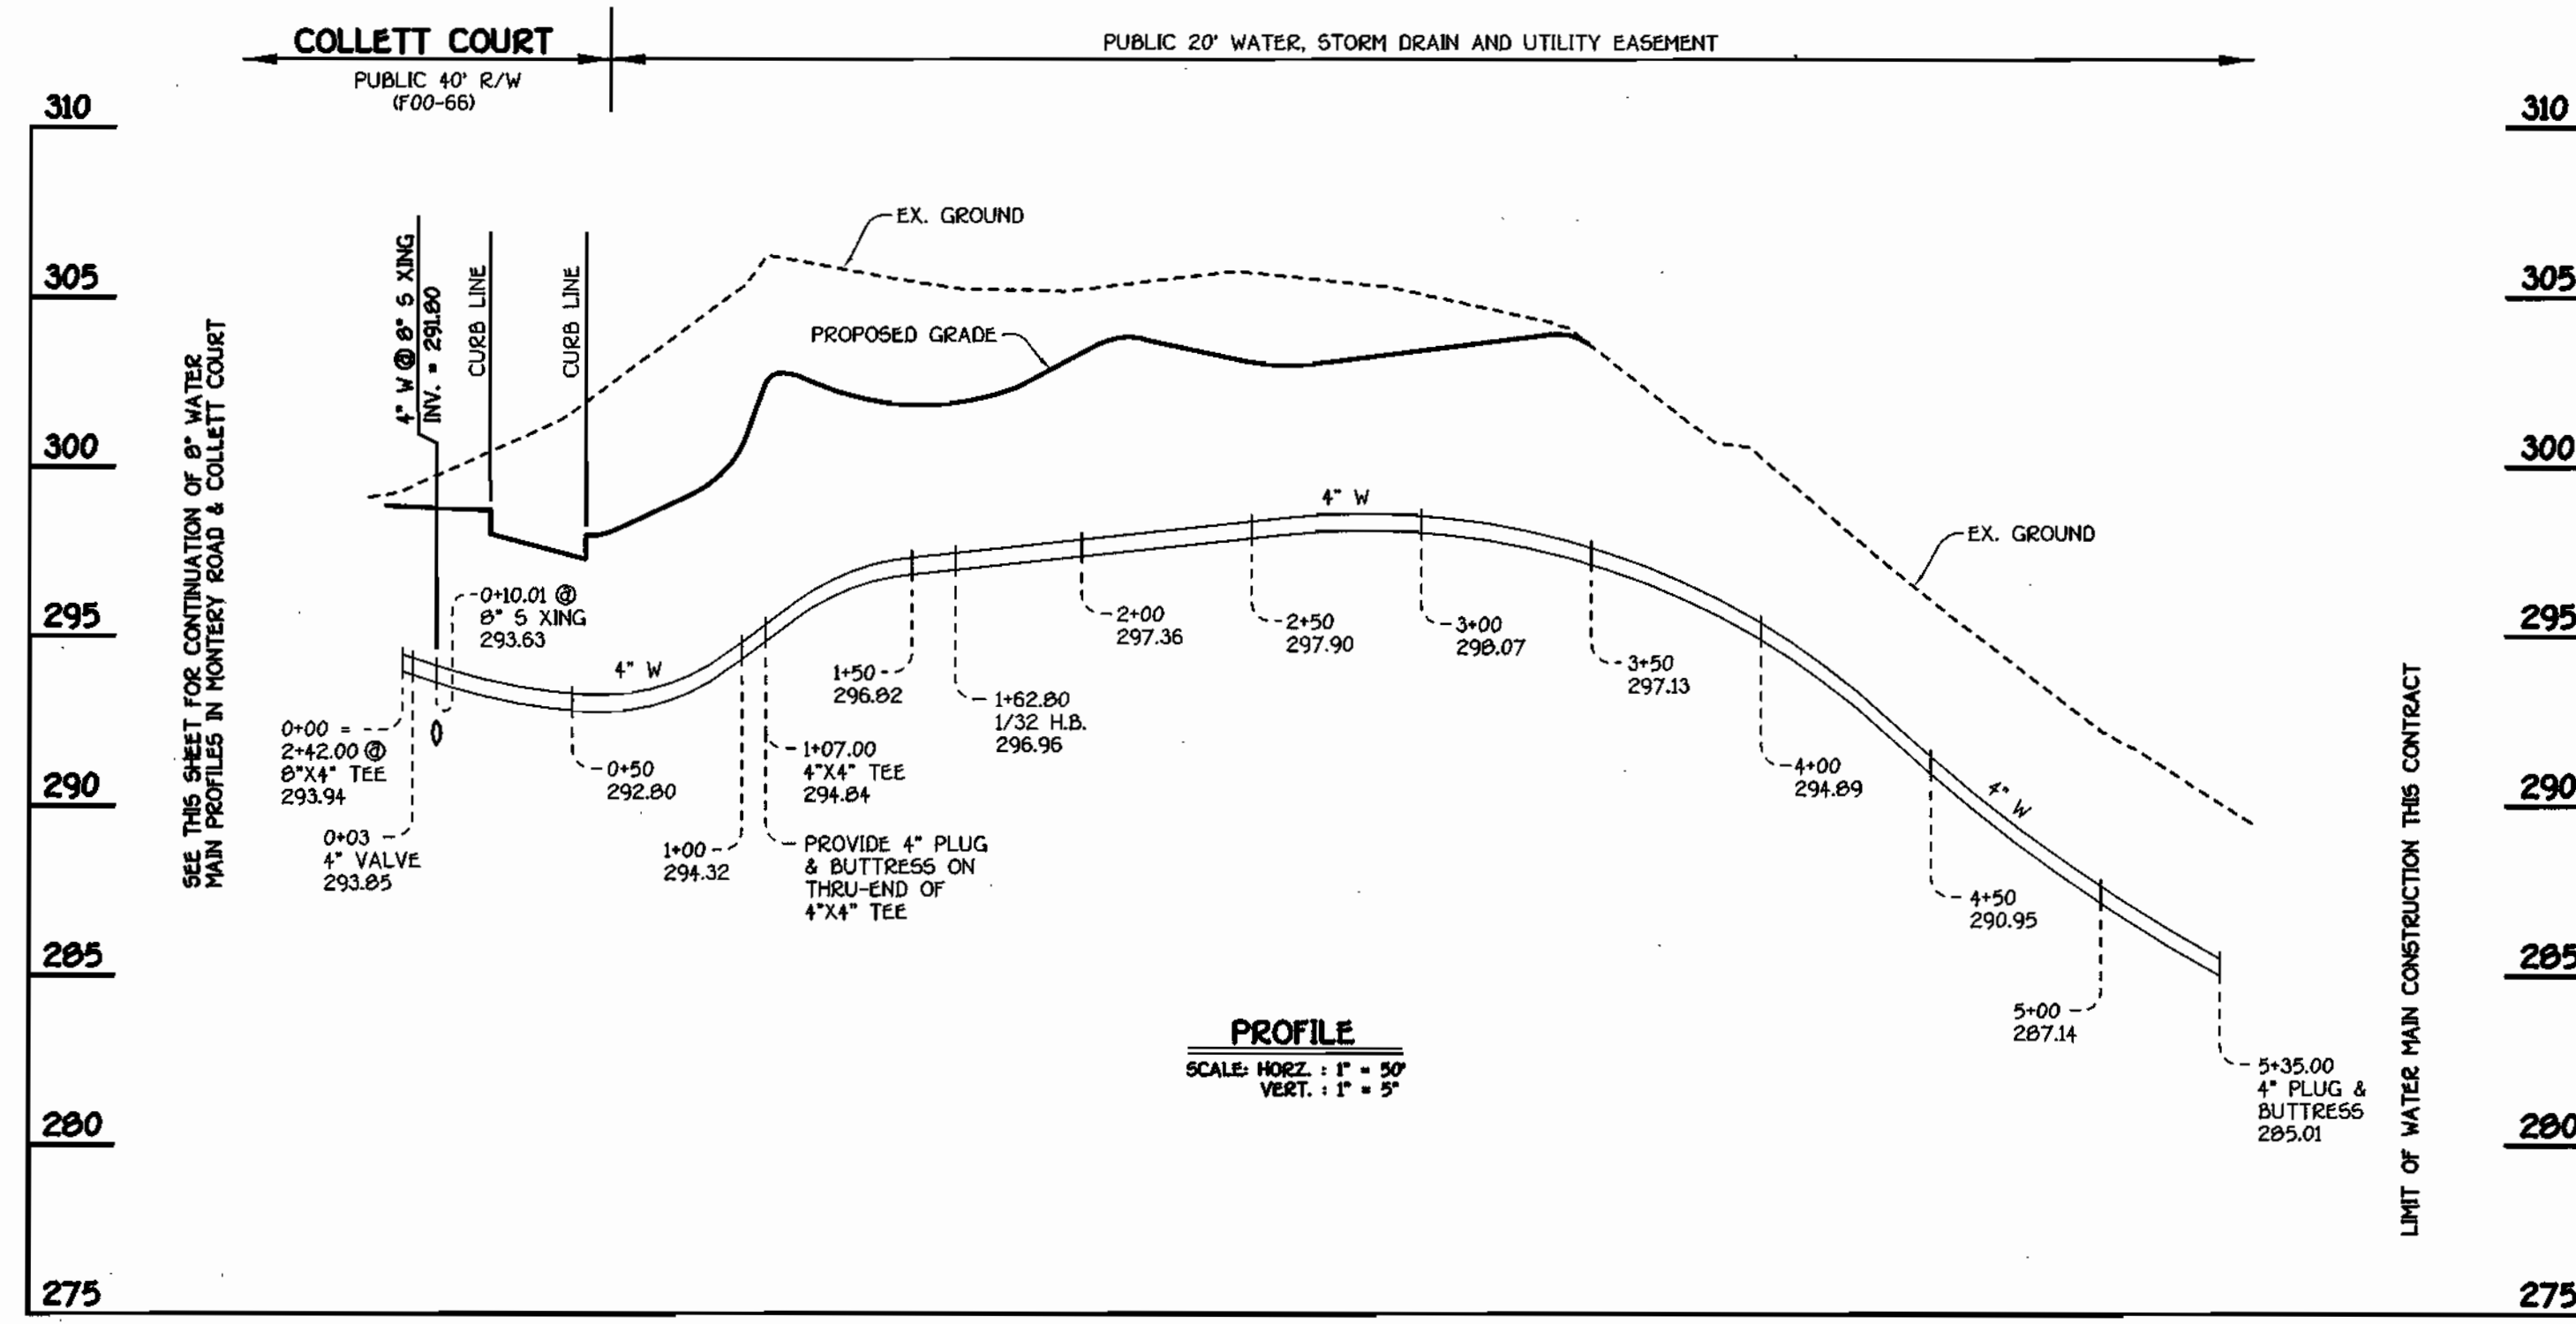 COLLETT COURT
PUBLIC 40' R/W
(F00-66)
PUBLIC 20' WATER, STORM DRAIN AND UTILITY EASEMENT
310
305
300
295
290
285
280
275
310
305
300
295
290
285
280
275
SEE THIS SHEET FOR CONTINUATION OF 8" WATER
MAIN PROFILES IN MONTERY ROAD & COLLETT COURT
4" W @ 8" S XING
INV. = 291.80
CURB LINE
CURB LINE
EX. GROUND
PROPOSED GRADE
4" W
EX. GROUND
0+10.01 @
8" S XING
293.63
4" W
0+00 =
2+42.00 @
8"X4" TEE
293.94
0+03
4" VALVE
293.85
0+50
292.80
1+00
294.32
1+07.00
4"X4" TEE
294.84
PROVIDE 4" PLUG
& BUTTRESS ON
THRU-END OF
4"X4" TEE
1+50
296.82
1+62.80
1/32 H.B.
296.96
2+00
297.36
2+50
297.90
3+00
298.07
3+50
297.13
4+00
294.89
4" W
4+50
290.95
5+00
287.14
5+35.00
4" PLUG &
BUTTRESS
285.01
LIMIT OF WATER MAIN CONSTRUCTION THIS CONTRACT
PROFILE
SCALE: HORZ. : 1" = 50'
VERT. : 1" = 5"